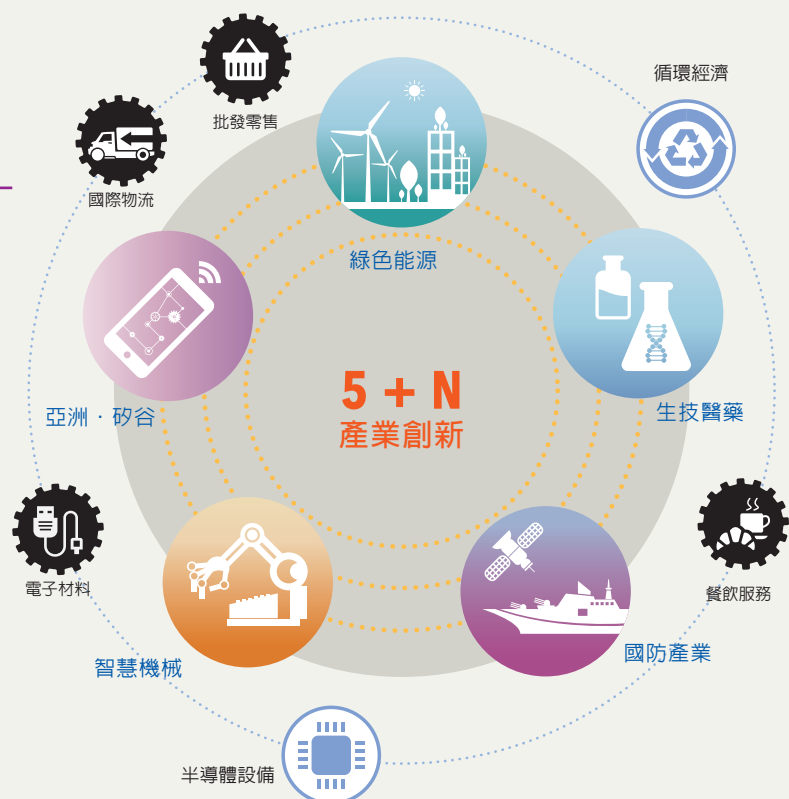 循環經濟
批發零售
國際物流
綠色能源
5 + N
產業創新
亞洲．矽谷
生技醫藥
電子材料
餐飲服務
國防產業
智慧機械
半導體設備